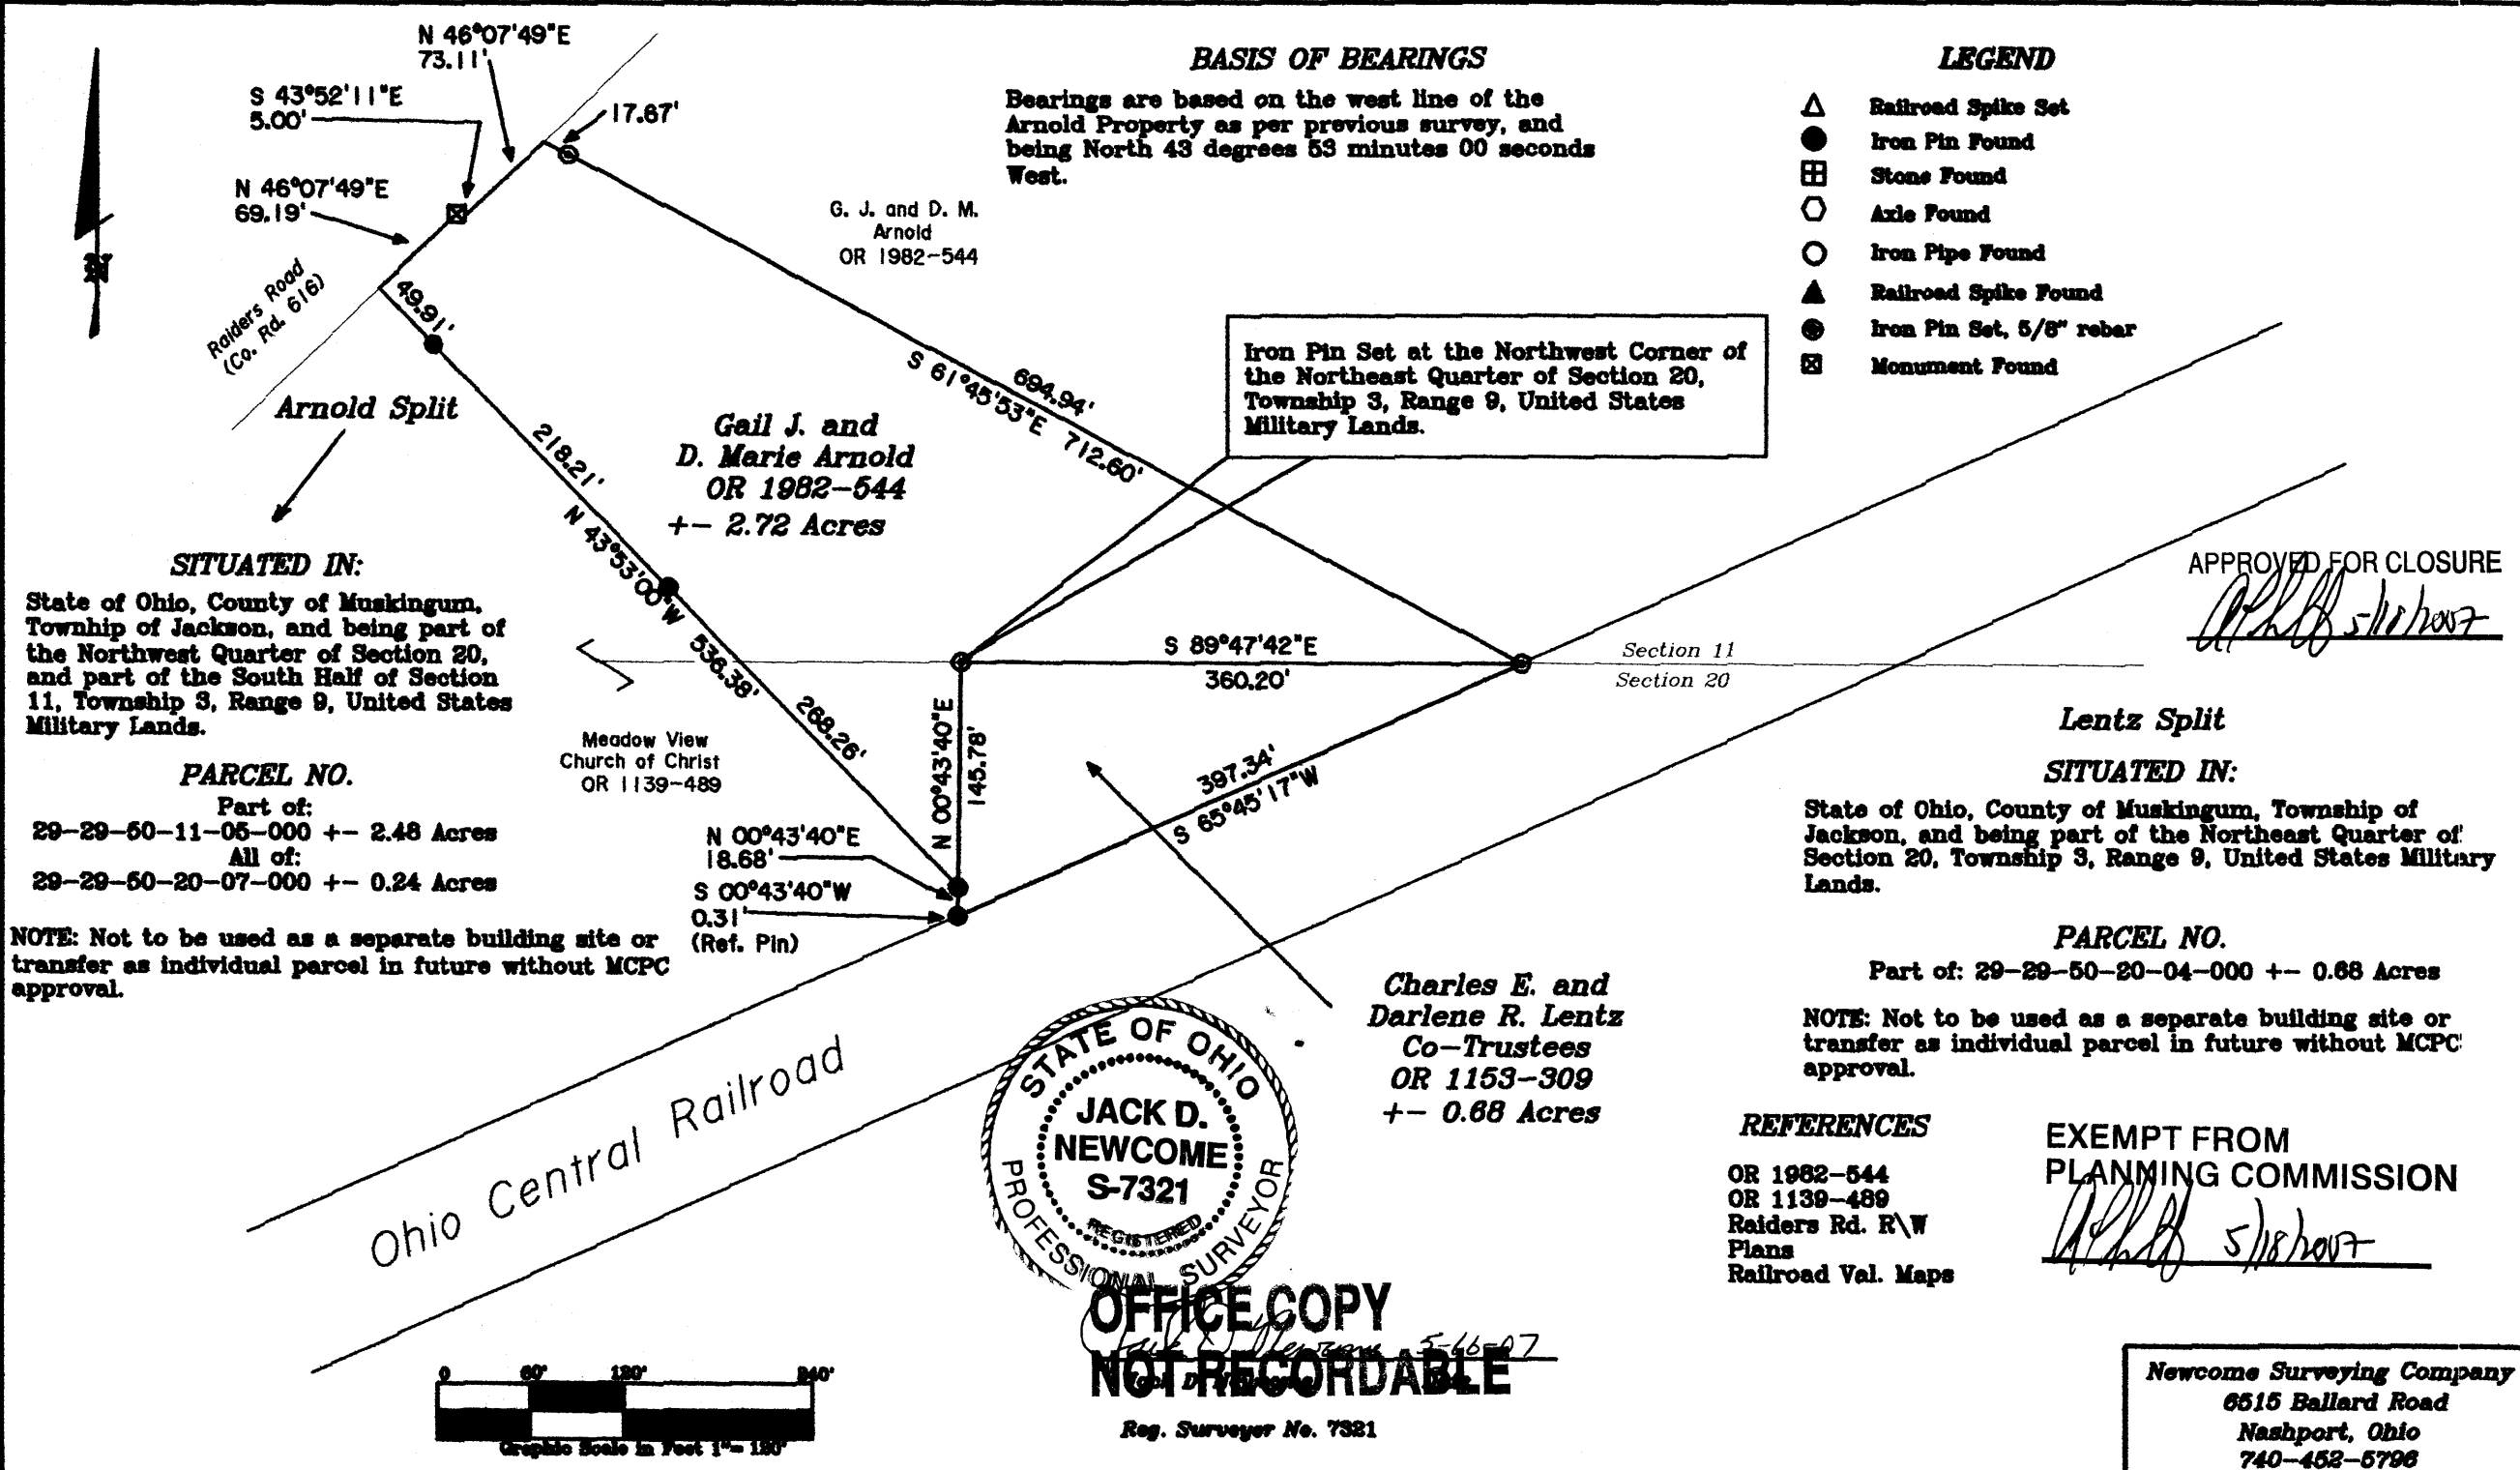 N 46°07'49"E
73.11'
S 43°52'11"E
5.00'
17.67'
N 46°07'49"E
69.19'
Raiders Road
(Co. Rd. 616)
49.91'
Arnold Split
N
BASIS OF BEARINGS
Bearings are based on the west line of the
Arnold Property as per previous survey, and
being North 43 degrees 53 minutes 00 seconds
West.
G. J. and D. M.
Arnold
OR 1982-544
LEGEND
Railroad Spike Set
Iron Pin Found
Stone Found
Axle Found
Iron Pipe Found
Railroad Spike Found
Iron Pin Set, 5/8" rebar
Monument Found
Iron Pin Set at the Northwest Corner of
the Northeast Quarter of Section 20,
Township 3, Range 9, United States
Military Lands.
694.94'
S 61°45'53"E 712.60'
218.21'
N 43°53'00"W 536.38'
268.26'
Gail J. and
D. Marie Arnold
OR 1982-544
+- 2.72 Acres
SITUATED IN:
State of Ohio, County of Muskingum,
Townhip of Jackson, and being part of
the Northwest Quarter of Section 20,
and part of the South Half of Section
11, Township 3, Range 9, United States
Military Lands.
PARCEL NO.
Part of:
29-29-50-11-05-000 +- 2.48 Acres
All of:
29-29-50-20-07-000 +- 0.24 Acres
NOTE: Not to be used as a separate building site or
transfer as individual parcel in future without MCPC
approval.
Meadow View
Church of Christ
OR 1139-489
S 89°47'42"E
360.20'
N 00°43'40"E
145.78'
Section 11
Section 20
397.34'
S 65°45'17"W
N 00°43'40"E
18.68'
S 00°43'40"W
0.31'
(Ref. Pin)
APPROVED FOR CLOSURE
5/18/2007
Lentz Split
SITUATED IN:
State of Ohio, County of Muskingum, Township of
Jackson, and being part of the Northeast Quarter of
Section 20, Township 3, Range 9, United States Military
Lands.
PARCEL NO.
Part of: 29-29-50-20-04-000 +- 0.68 Acres
NOTE: Not to be used as a separate building site or
transfer as individual parcel in future without MCPC
approval.
Charles E. and
Darlene R. Lentz
Co-Trustees
OR 1153-309
+- 0.68 Acres
Ohio Central Railroad
STATE OF OHIO
JACK D.
NEWCOME
S-7321
REGISTERED
PROFESSIONAL SURVEYOR
OFFICE COPY
NOT RECORDABLE
Reg. Surveyor No. 7321
REFERENCES
OR 1982-544
OR 1139-489
Raiders Rd. R\W
Plans
Railroad Val. Maps
EXEMPT FROM
PLANNING COMMISSION
5/18/2007
0 60' 120' 240'
Graphic Scale in Feet 1"= 120'
Newcome Surveying Company
6515 Ballard Road
Nashport, Ohio
740-452-5796